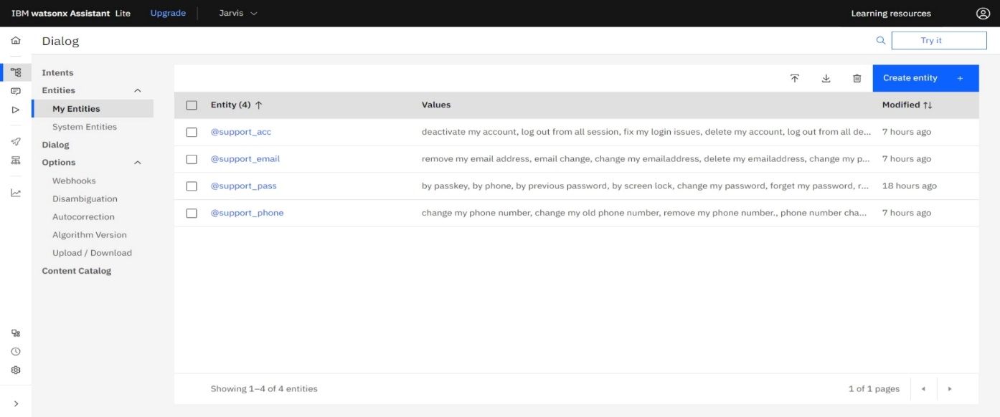 IBM watsonx Assistant Lite Upgrade Jarvis Learning resources
Dialog Try it
Intents
Entities
My Entities
System Entities
Dialog
Options
Webhooks
Disambiguation
Autocorrection
Algorithm Version
Upload / Download
Content Catalog
Create entity +
Entity (4) ↑ Values Modified ↑↓
@support_acc deactivate my account, log out from all session, fix my login issues, delete my account, log out from all de... 7 hours ago
@support_email remove my email address, email change, change my emailaddress, delete my emailaddress, change my p... 7 hours ago
@support_pass by passkey, by phone, by previous password, by screen lock, change my password, forget my password, r... 18 hours ago
@support_phone change my phone number, change my old phone number, remove my phone number., phone number cha... 7 hours ago
Showing 1–4 of 4 entities 1 of 1 pages